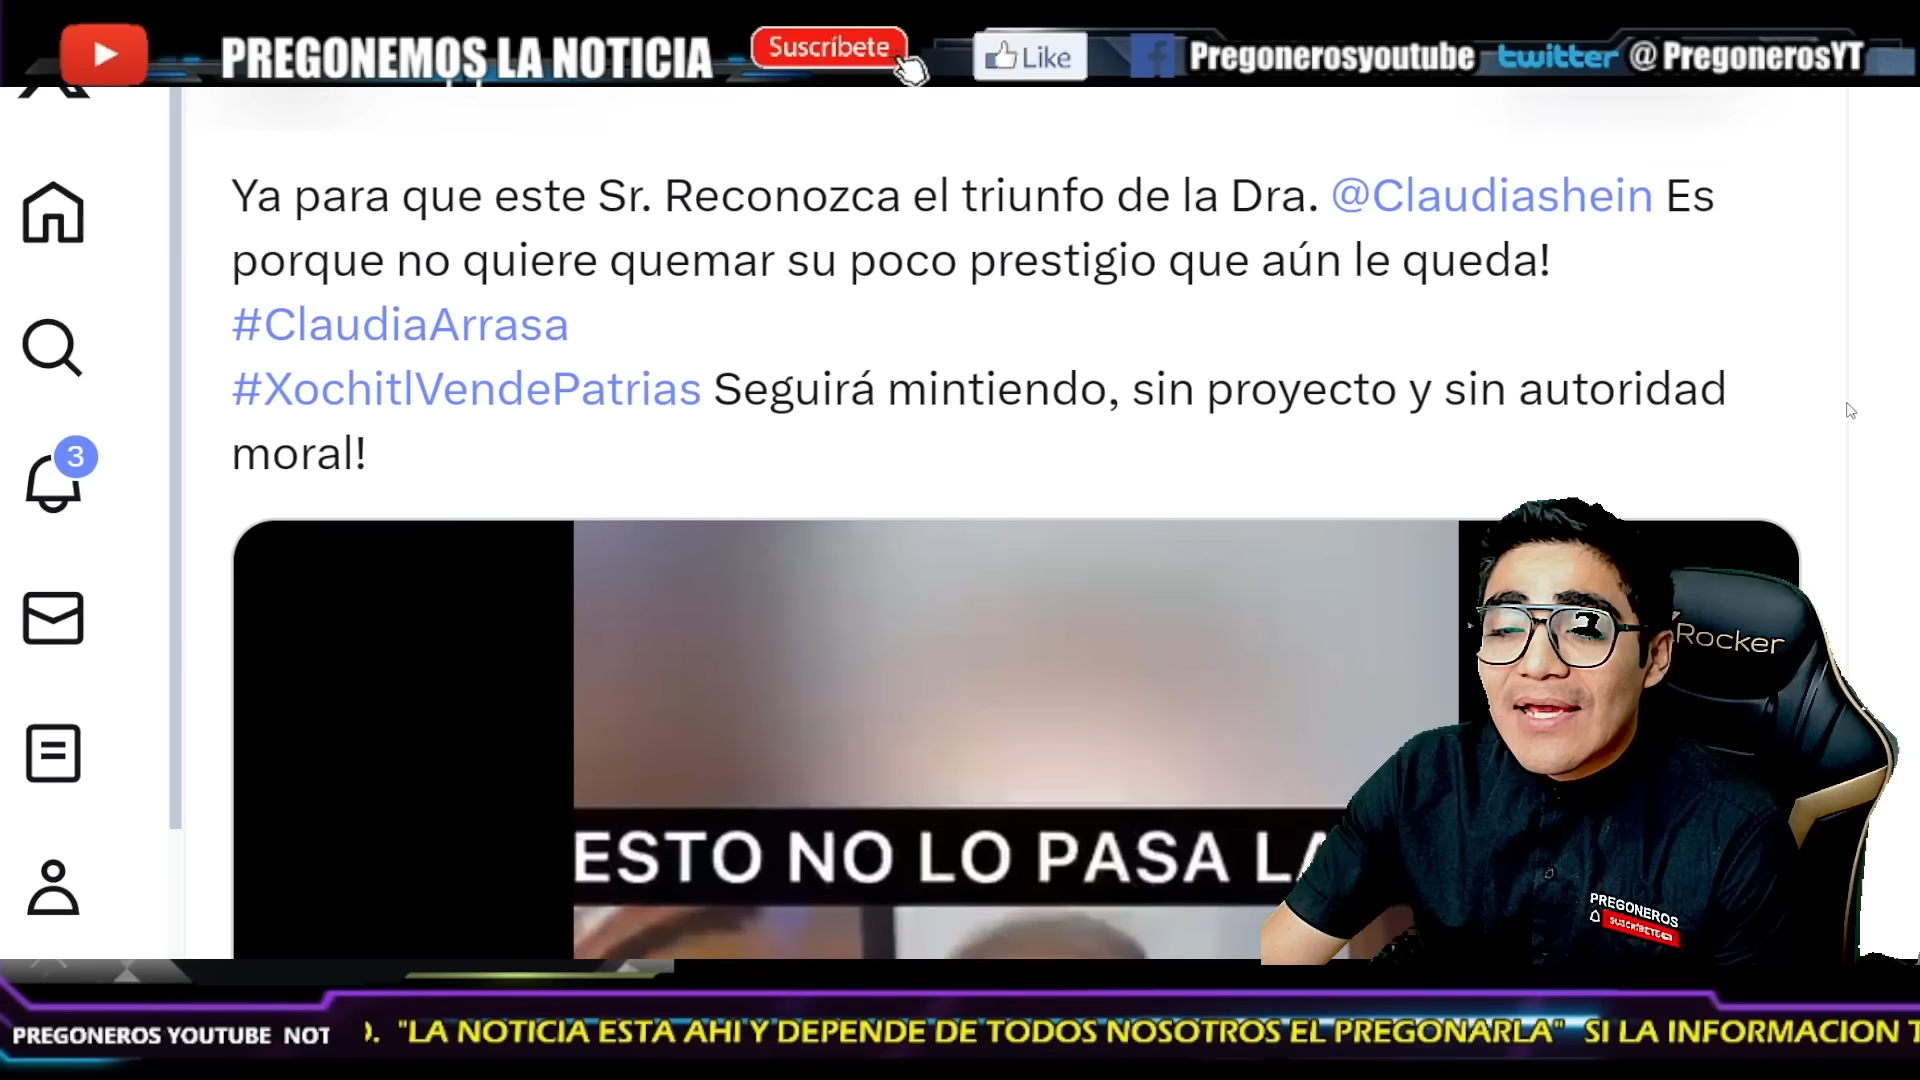 PREGONEMOS LA NOTICIA
Suscríbete
Like
Pregonerosyoutube
twitter @PregonerosYT
Ya para que este Sr. Reconozca el triunfo de la Dra. @Claudiashein Es
porque no quiere quemar su poco prestigio que aún le queda!
#ClaudiaArrasa
#XochitlVendePatrias Seguirá mintiendo, sin proyecto y sin autoridad
moral!
3
ESTO NO LO PASA LA
Rocker
PREGONEROS
SUSCRÍBETE
PREGONEROS YOUTUBE NOT
). "LA NOTICIA ESTA AHI Y DEPENDE DE TODOS NOSOTROS EL PREGONARLA" SI LA INFORMACION T